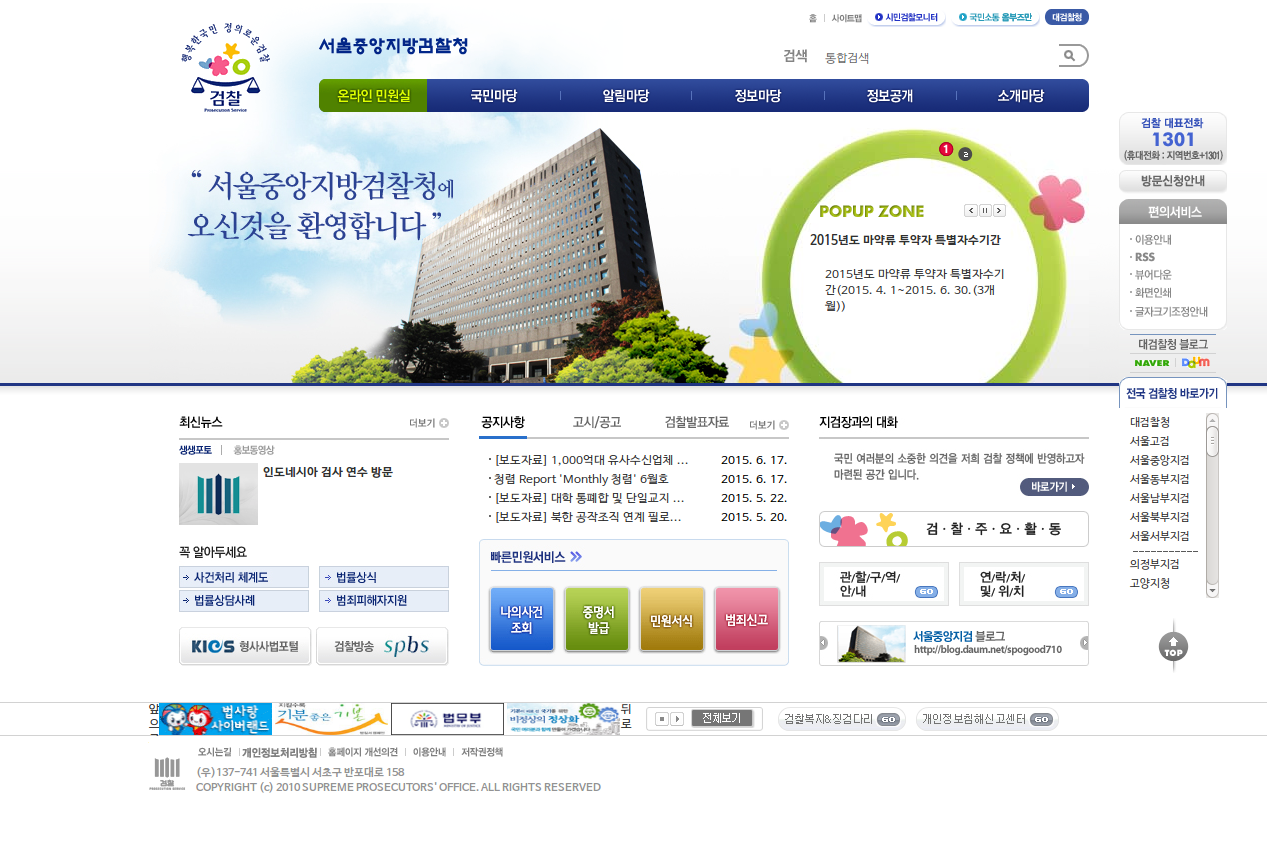 홈
사이트맵
시민검찰모니터
국민소통 옴부즈만
대검찰청
행복한국민 정의로운검찰
검찰
Prosecution Service
서울중앙지방검찰청
검색
통합검색
온라인 민원실
국민마당
알림마당
정보마당
정보공개
소개마당
“ 서울중앙지방검찰청에
오신것을 환영합니다 ”
1
2
POPUP ZONE
2015년도 마약류 투약자 특별자수기간
2015년도 마약류 투약자 특별자수기
간(2015. 4. 1~2015. 6. 30. (3개
월))
검찰 대표전화
1301
(휴대전화 : 지역번호+1301)
방문신청안내
편의서비스
이용안내
RSS
뷰어다운
화면인쇄
글자크기조정안내
대검찰청 블로그
NAVER
Daum
전국 검찰청 바로가기
대검찰청
서울고검
서울중앙지검
서울동부지검
서울남부지검
서울북부지검
서울서부지검
-----------
의정부지검
고양지청
TOP
최신뉴스
더보기
생생포토
홍보동영상
인도네시아 검사 연수 방문
꼭 알아두세요
사건처리 체계도
법률상식
법률상담사례
범죄피해자지원
KICS 형사사법포털
검찰방송 spbs
공지사항
고시/공고
검찰발표자료
더보기
· [보도자료] 1,000억대 유사수신업체 ... 2015. 6. 17.
· 청렴 Report 'Monthly 청렴' 6월호 2015. 6. 17.
· [보도자료] 대학 통폐합 및 단일교지 ... 2015. 5. 22.
· [보도자료] 북한 공작조직 연계 필로... 2015. 5. 20.
빠른민원서비스
나의사건
조회
증명서
발급
민원서식
범죄신고
지검장과의 대화
국민 여러분의 소중한 의견을 저희 검찰 정책에 반영하고자
마련된 공간 입니다.
바로가기
검·찰·주·요·활·동
관/할/구/역/
안/내
GO
연/락/처/
및/ 위/치
GO
서울중앙지검 블로그
http://blog.daum.net/spogood710
앞
으
법사랑
사이버랜드
기분 좋은 기본
법무부
비정상의 정상화
뒤
로
전체보기
검찰복지&징검다리 GO
개인정보침해신고센터 GO
오시는길
개인정보처리방침
홈페이지 개선의견
이용안내
저작권정책
검찰
PROSECUTION SERVICE
(우)137-741 서울특별시 서초구 반포대로 158
COPYRIGHT (c) 2010 SUPREME PROSECUTORS' OFFICE. ALL RIGHTS RESERVED